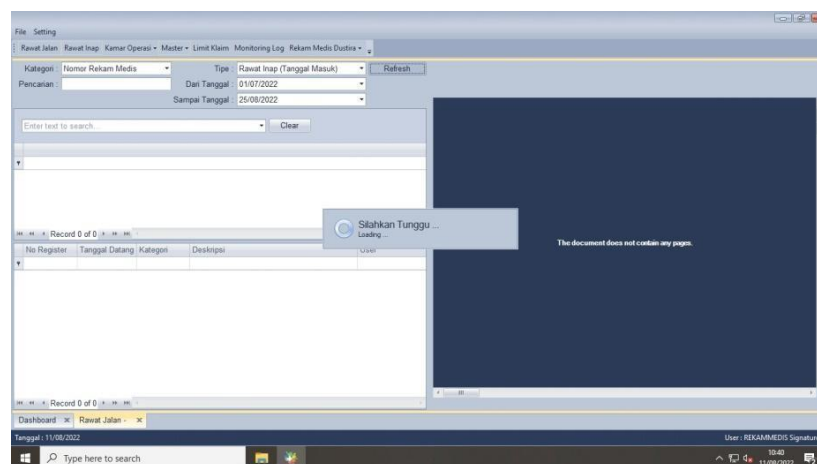 File Setting
Rawat Jalan Rawat Inap Kamar Operasi Master Limit Klaim Monitoring Log Rekam Medis Dustira
Kategori : Nomor Rekam Medis Tipe : Rawat Inap (Tanggal Masuk) Refresh
Pencarian : Dari Tanggal : 01/07/2022
Sampai Tanggal : 25/08/2022
Enter text to search... Clear
Record 0 of 0
Silahkan Tunggu ...
Loading ...
No Register Tanggal Datang Kategori Deskripsi User
The document does not contain any pages.
Record 0 of 0
Dashboard Rawat Jalan -
Tanggal : 11/08/2022 User : REKAMMEDIS Signature
Type here to search
10:40
11/08/2022